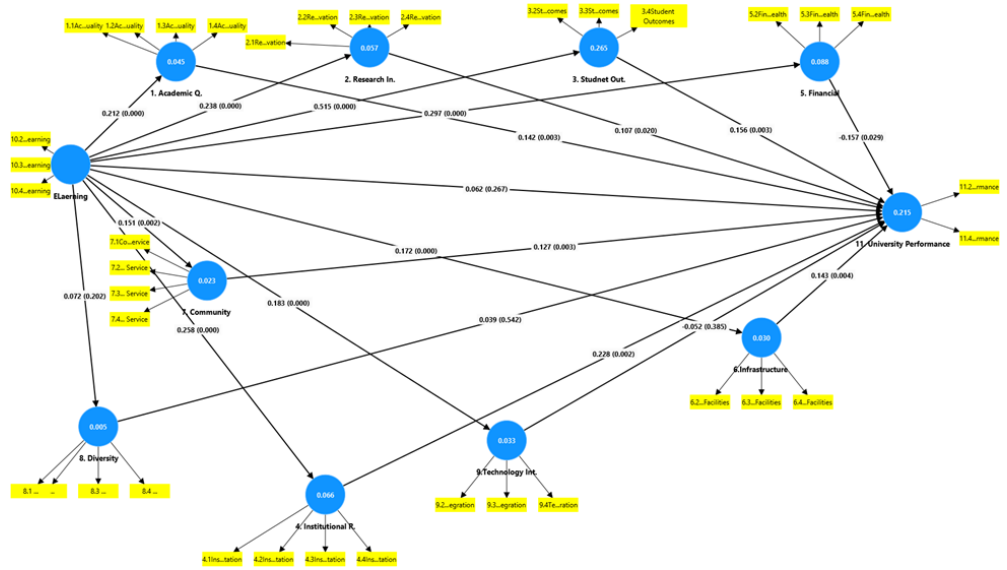 1.1Ac...uality
1.2Ac...uality
1.3Ac...uality
1.4Ac...uality
2.1Re...vation
2.2Re...vation
2.3Re...vation
2.4Re...vation
3.2St...comes
3.3St...comes
3.4Student
Outcomes
5.2Fin...ealth
5.3Fin...ealth
5.4Fin...ealth
0.045
0.057
0.265
0.088
1. Academic Q.
2. Research In.
3. Studnet Out.
5. Financial
0.212 (0.000)
0.238 (0.000)
0.515 (0.000)
0.297 (0.000)
0.142 (0.003)
0.107 (0.020)
0.156 (0.003)
-0.157 (0.029)
10.2...earning
10.3...earning
10.4...earning
ELaerning
0.062 (0.267)
11.2...rmance
11.4...rmance
0.215
11. University Performance
0.151 (0.002)
7.1Co...ervice
7.2... Service
7.3... Service
7.4... Service
0.023
7. Community
0.172 (0.000)
0.127 (0.003)
0.143 (0.004)
0.072 (0.202)
0.258 (0.000)
0.183 (0.000)
0.039 (0.542)
-0.052 (0.385)
0.228 (0.002)
0.030
6.Infrastructure
6.2...Facilities
6.3...Facilities
6.4...Facilities
0.005
8. Diversity
8.1 ...
...
8.3 ...
8.4 ...
0.033
9.Technology Int.
9.2...egration
9.3...egration
9.4Te...ration
0.066
4. Institutional R.
4.1Ins...tation
4.2Ins...tation
4.3Ins...tation
4.4Ins...tation